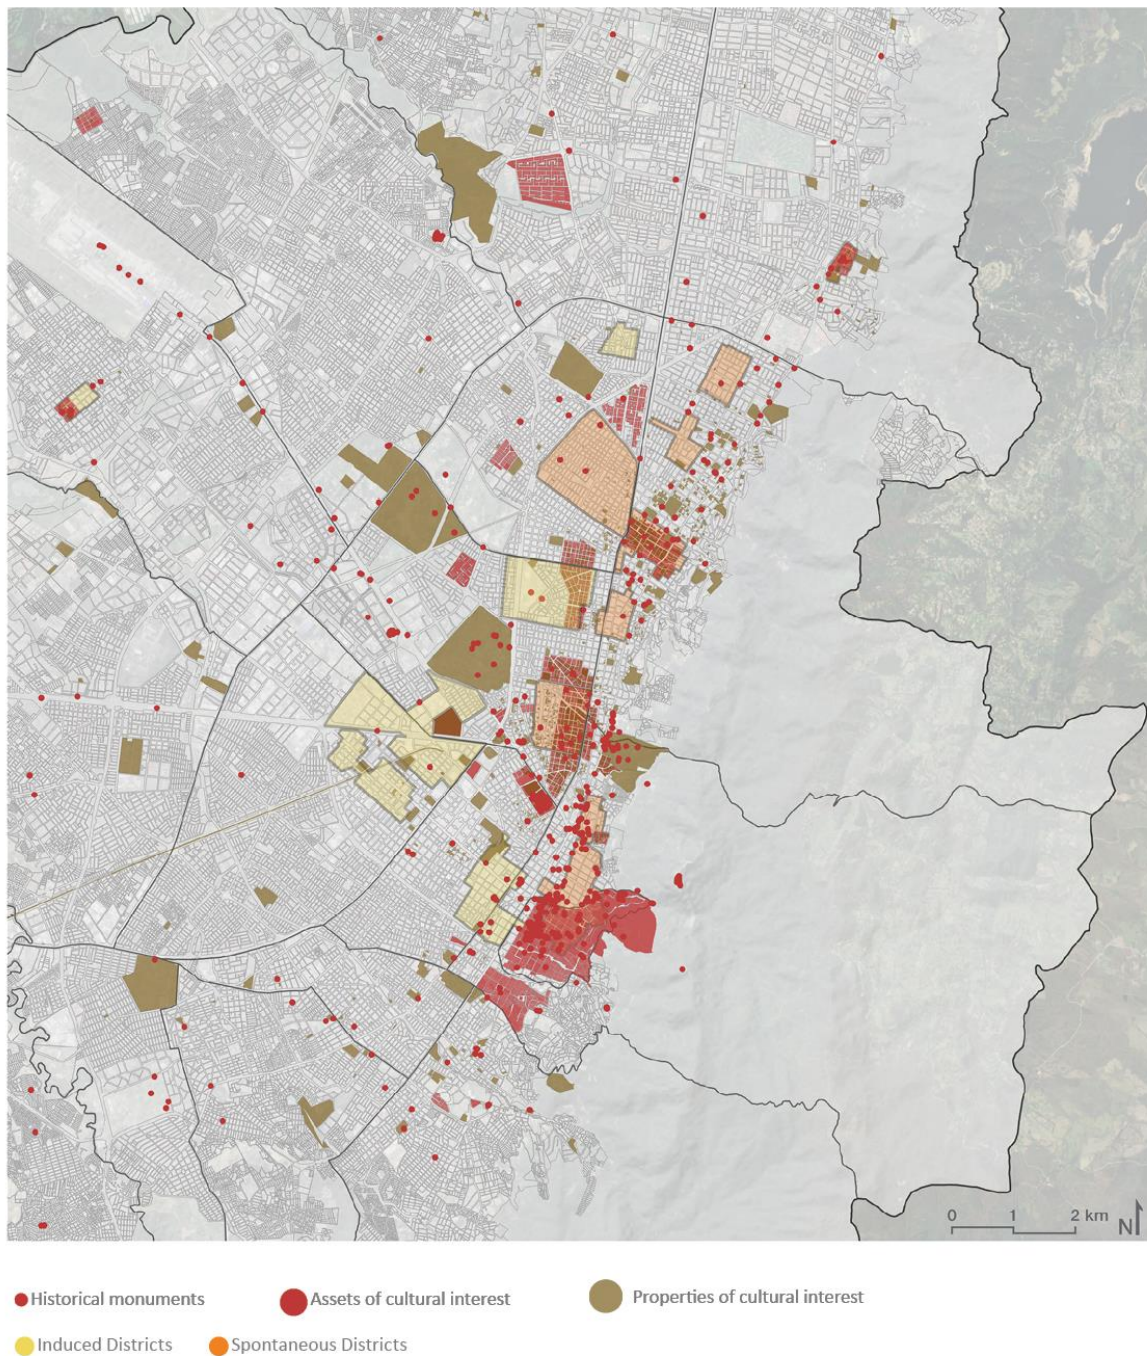 0 1 2 km
N
Historical monuments
Assets of cultural interest
Properties of cultural interest
Induced Districts
Spontaneous Districts